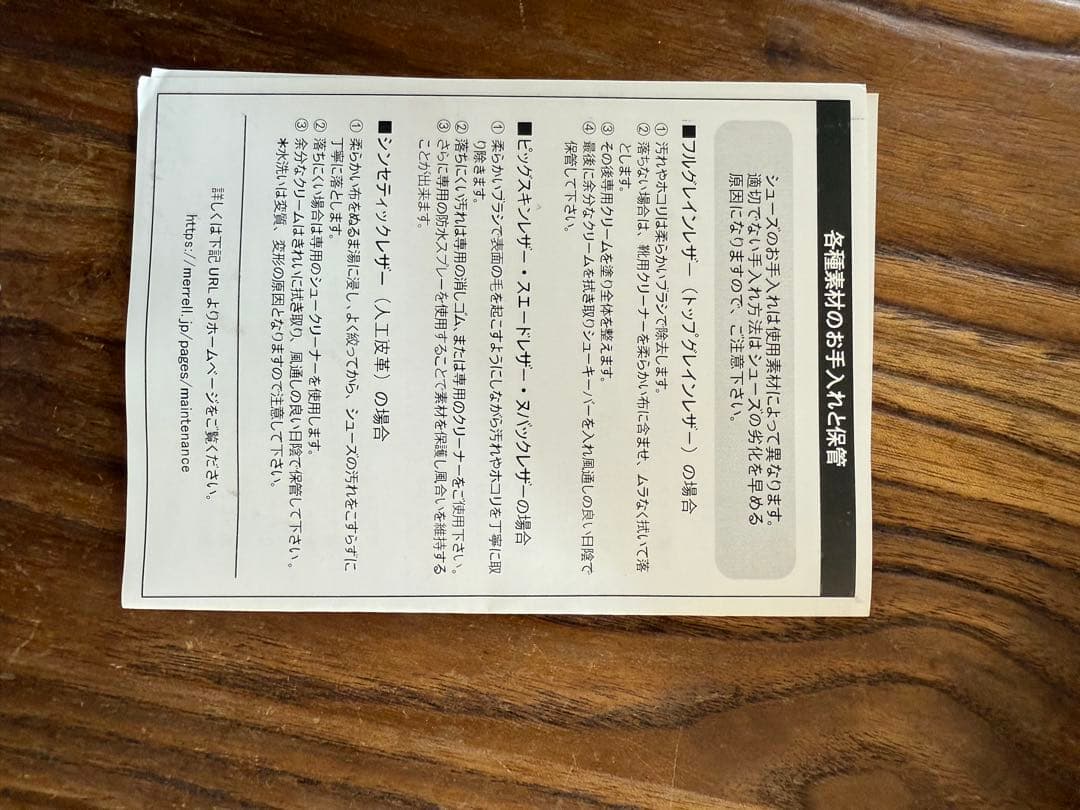 各種素材のお手入れと保管
シューズのお手入れは使用素材によって異なります。
適切でない手入れ方法はシューズの劣化を早める
原因になりますので、ご注意下さい。
■フルグレインレザー（トップグレインレザー）の場合
① 汚れやホコリは柔らかいブラシで除去します。
② 落ちない場合は、靴用クリーナーを柔らかい布に含ませ、ムラなく拭いて落
とします。
③ その後専用クリームを塗り全体を整えます。
④ 最後に余分なクリームを拭き取りシューキーパーを入れ風通しの良い日陰で
保管して下さい。
■ピッグスキンレザー・スエードレザー・ヌバックレザーの場合
① 柔らかいブラシで表面の毛を起こすようにしながら汚れやホコリを丁寧に取
り除きます。
② 落ちにくい汚れは専用の消しゴム、または専用のクリーナーをご使用下さい。
③ さらに専用の防水スプレーを使用することで素材を保護し風合いを維持する
ことが出来ます。
■シンセティックレザー（人工皮革）の場合
① 柔らかい布をぬるま湯に浸し、よく絞ってから、シューズの汚れをこすらずに
丁寧に落とします。
② 落ちにくい場合は専用のシュークリーナーを使用します。
③ 余分なクリームはきれいに拭き取り、風通しの良い日陰で保管して下さい。
*水洗いは変質、変形の原因となりますので注意して下さい。
詳しくは下記URLよりホームページをご覧ください。
https://merrell.jp/pages/maintenance